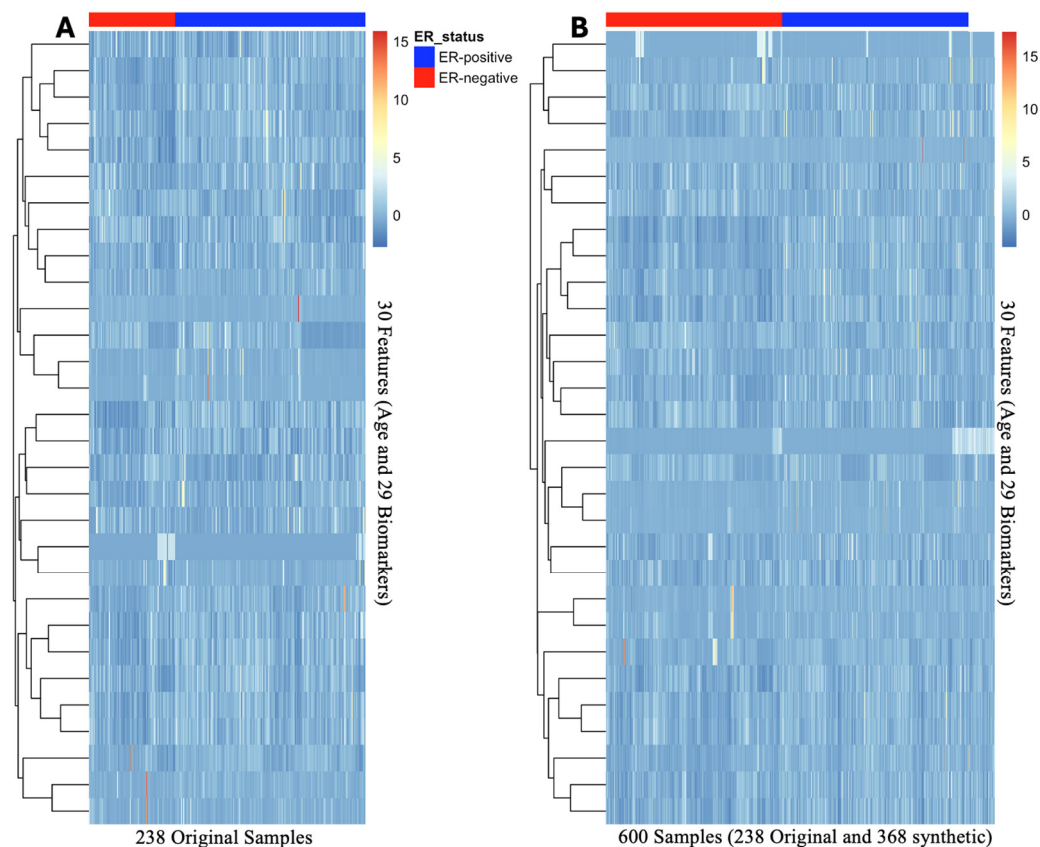 A
ER_status
ER-positive
ER-negative
15
10
5
0
30 Features (Age and 29 Biomarkers)
238 Original Samples
B
15
10
5
0
30 Features (Age and 29 Biomarkers)
600 Samples (238 Original and 368 synthetic)